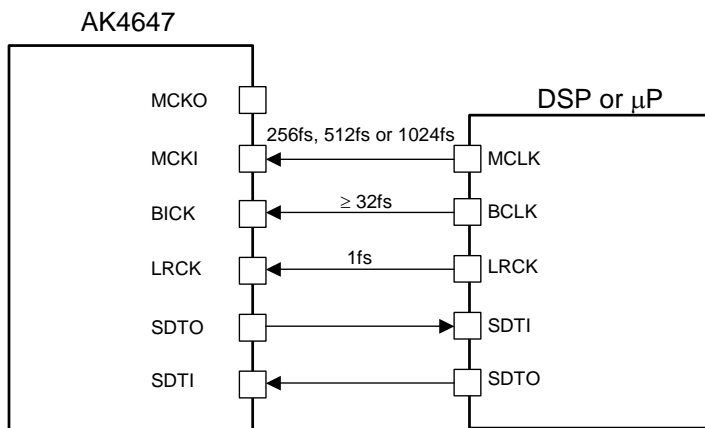 AK4647
DSP or μP
MCKO
256fs, 512fs or 1024fs
MCKI
MCLK
≥ 32fs
BICK
BCLK
1fs
LRCK
LRCK
SDTO
SDTI
SDTI
SDTO